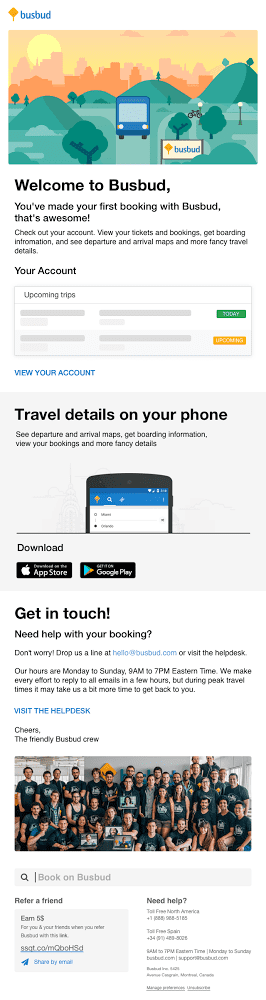 busbud
busbud
Welcome to Busbud,
You've made your first booking with Busbud,
that's awesome!
Check out your account. View your tickets and bookings, get boarding
information, and see departure and arrival maps and more fancy travel
details.
Your Account
Upcoming trips
TODAY
UPCOMING
VIEW YOUR ACCOUNT
Travel details on your phone
See departure and arrival maps, get boarding information,
view your bookings and more fancy details
Miami
Orlando
Download
Download on the
App Store
GET IT ON
Google Play
Get in touch!
Need help with your booking?
Don't worry! Drop us a line at hello@busbud.com or visit the helpdesk.
Our hours are Monday to Sunday, 9AM to 7PM Eastern Time. We make
every effort to reply to all emails in a few hours, but during peak travel
times it may take us a bit more time to get back to you.
VISIT THE HELPDESK
Cheers,
The friendly Busbud crew
Book on Busbud
Refer a friend
Earn 5$
For you & your friends when you refer
Busbud with this link.
ssqt.co/mQboHSd
Share by email
Need help?
Toll Free North America
+1 (888) 988-5165
Toll Free Spain
+34 (91) 489-8028
9AM to 7PM Eastern Time | Monday to Sunday
busbud.com | support@busbud.com
Busbud Inc. 5425
Avenue Casgrain, Montreal, Canada
Manage preferences Unsubscribe